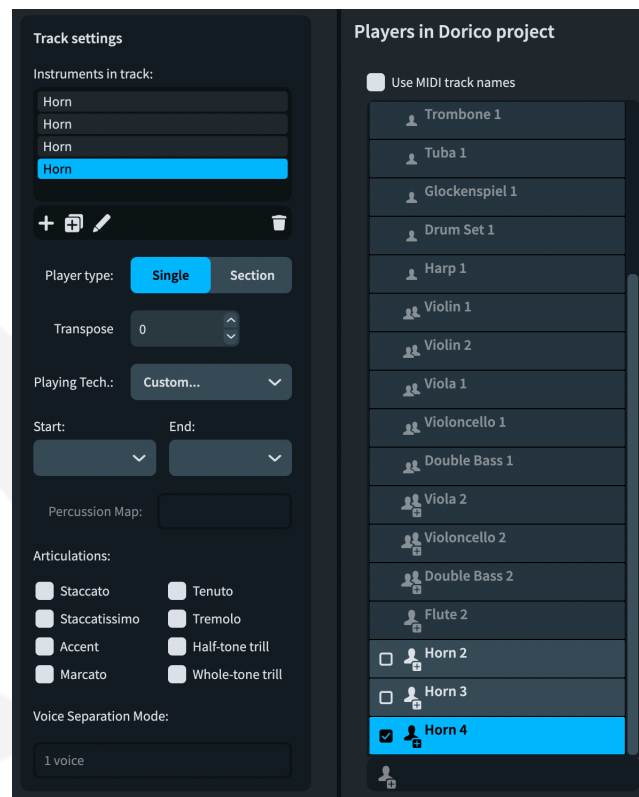 Track settings
Instruments in track:
Horn
Horn
Horn
Horn
Player type:
Single
Section
Transpose
0
Playing Tech.:
Custom...
Start:
End:
Percussion Map:
Articulations:
Staccato
Tenuto
Staccatissimo
Tremolo
Accent
Half-tone trill
Marcato
Whole-tone trill
Voice Separation Mode:
1 voice
Players in Dorico project
Use MIDI track names
Trombone 1
Tuba 1
Glockenspiel 1
Drum Set 1
Harp 1
Violin 1
Violin 2
Viola 1
Violoncello 1
Double Bass 1
Viola 2
Violoncello 2
Double Bass 2
Flute 2
Horn 2
Horn 3
Horn 4